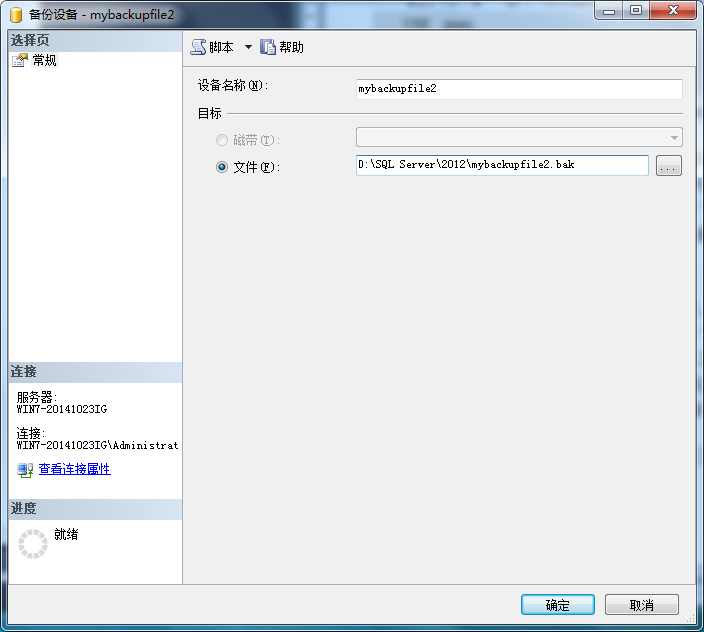 备份设备 - mybackupfile2
选择页
常规
脚本 帮助
设备名称(N):
mybackupfile2
目标
磁带(T):
文件(F):
D:\SQL Server\2012\mybackupfile2.bak
...
连接
服务器:
WIN7-20141023IG
连接:
WIN7-20141023IG\Administrat
查看连接属性
进度
就绪
确定 取消